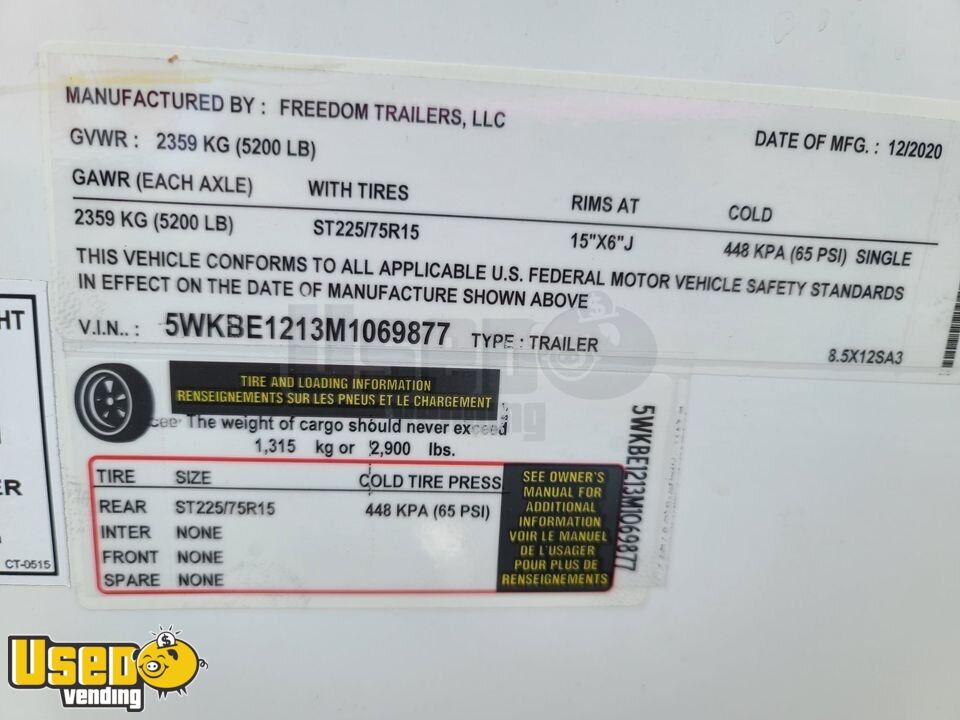 MANUFACTURED BY : FREEDOM TRAILERS, LLC
GVWR : 2359 KG (5200 LB)
DATE OF MFG. : 12/2020
GAWR (EACH AXLE) WITH TIRES RIMS AT COLD
2359 KG (5200 LB) ST225/75R15 15"X6"J 448 KPA (65 PSI) SINGLE
THIS VEHICLE CONFORMS TO ALL APPLICABLE U.S. FEDERAL MOTOR VEHICLE SAFETY STANDARDS
IN EFFECT ON THE DATE OF MANUFACTURE SHOWN ABOVE
V.I.N.. : 5WKBE1213M1069877 TYPE : TRAILER 8.5X12SA3
HT
ER
CT-0515
TIRE AND LOADING INFORMATION
RENSEIGNEMENTS SUR LES PNEUS ET LE CHARGEMENT
The weight of cargo should never exceed
1,315 kg or 2,900 lbs.
TIRE SIZE COLD TIRE PRESS
REAR ST225/75R15 448 KPA (65 PSI)
INTER NONE
FRONT NONE
SPARE NONE
SEE OWNER'S
MANUAL FOR
ADDITIONAL
INFORMATION
VOIR LE MANUEL
DE L'USAGER
POUR PLUS DE
RENSEIGNEMENTS
5WKBE1213M1069877
USED
vending
USED
vending